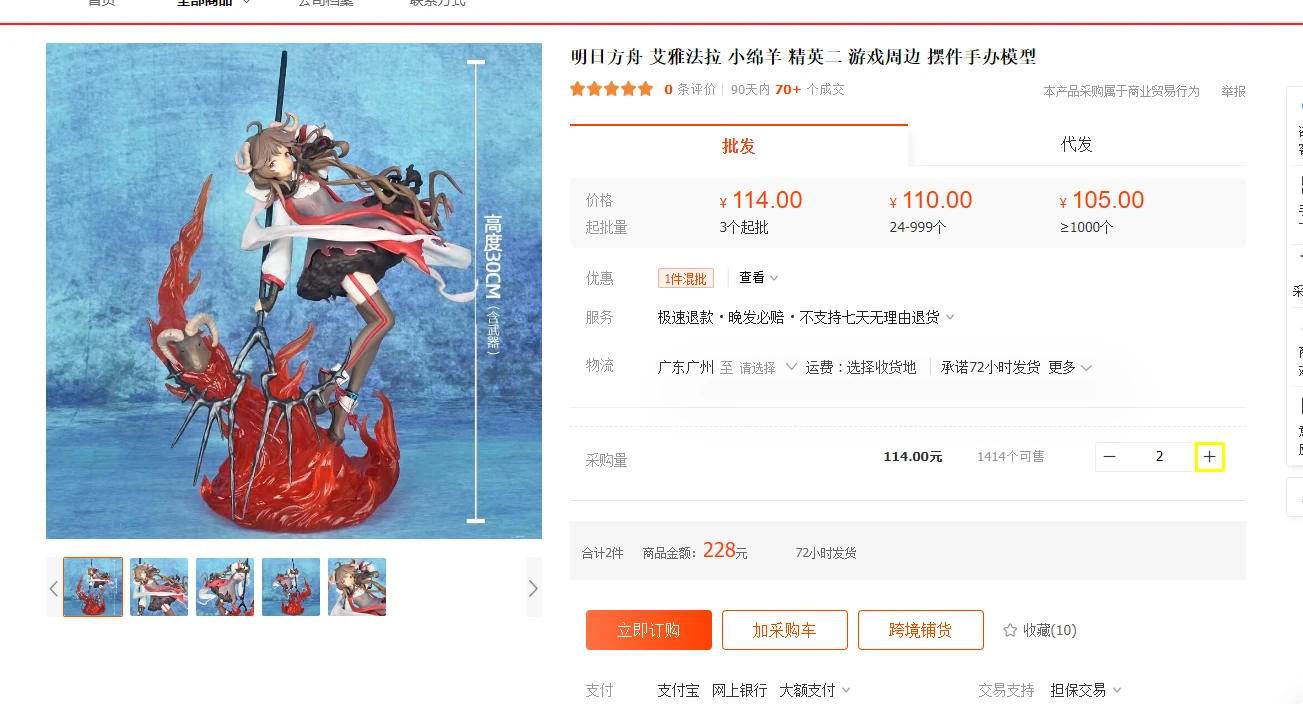 首页 全部商品 公司档案 联系方式
明日方舟 艾雅法拉 小绵羊 精英二 游戏周边 摆件手办模型
0 条评价 90天内 70+ 个成交 本产品采购属于商业贸易行为 举报
批发 代发
价格 ¥ 114.00 ¥ 110.00 ¥ 105.00
起批量 3个起批 24-999个 ≥1000个
优惠 1件混批 查看
服务 极速退款·晚发必赔·不支持七天无理由退货
物流 广东广州 至 请选择 运费：选择收货地 承诺72小时发货 更多
采购量 114.00元 1414个可售 — 2 +
合计2件 商品金额: 228元 72小时发货
立即订购 加采购车 跨境铺货 收藏(10)
支付 支付宝 网上银行 大额支付 交易支持 担保交易
高度30CM（含武器）